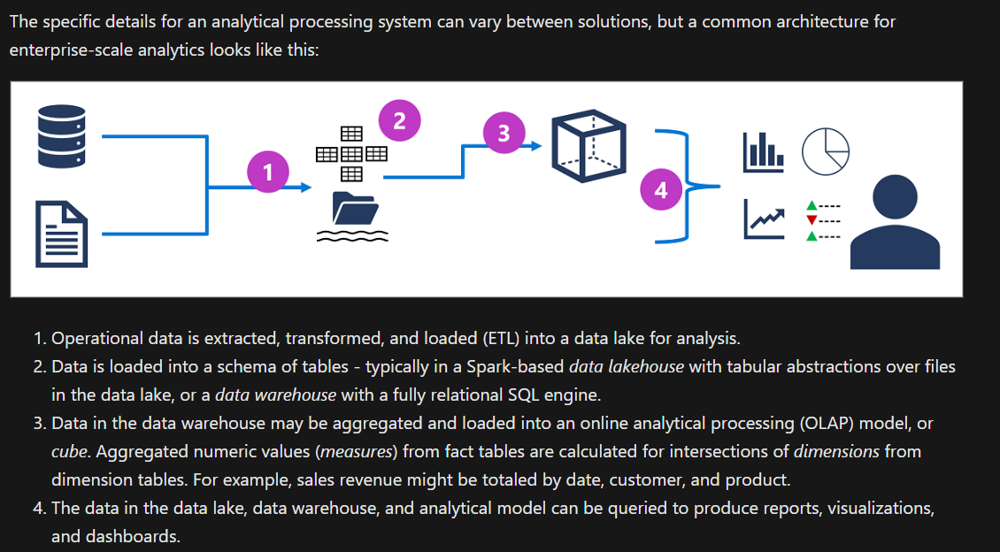 The specific details for an analytical processing system can vary between solutions, but a common architecture for
enterprise-scale analytics looks like this:
1
2
3
4
1. Operational data is extracted, transformed, and loaded (ETL) into a data lake for analysis.
2. Data is loaded into a schema of tables - typically in a Spark-based data lakehouse with tabular abstractions over files
in the data lake, or a data warehouse with a fully relational SQL engine.
3. Data in the data warehouse may be aggregated and loaded into an online analytical processing (OLAP) model, or
cube. Aggregated numeric values (measures) from fact tables are calculated for intersections of dimensions from
dimension tables. For example, sales revenue might be totaled by date, customer, and product.
4. The data in the data lake, data warehouse, and analytical model can be queried to produce reports, visualizations,
and dashboards.